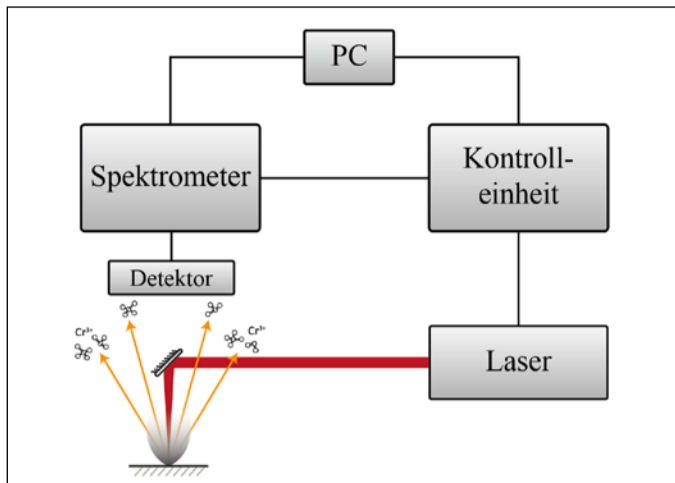 PC
Spektrometer
Kontroll-
einheit
Detektor
Cr³⁺
Cr³⁺
Laser